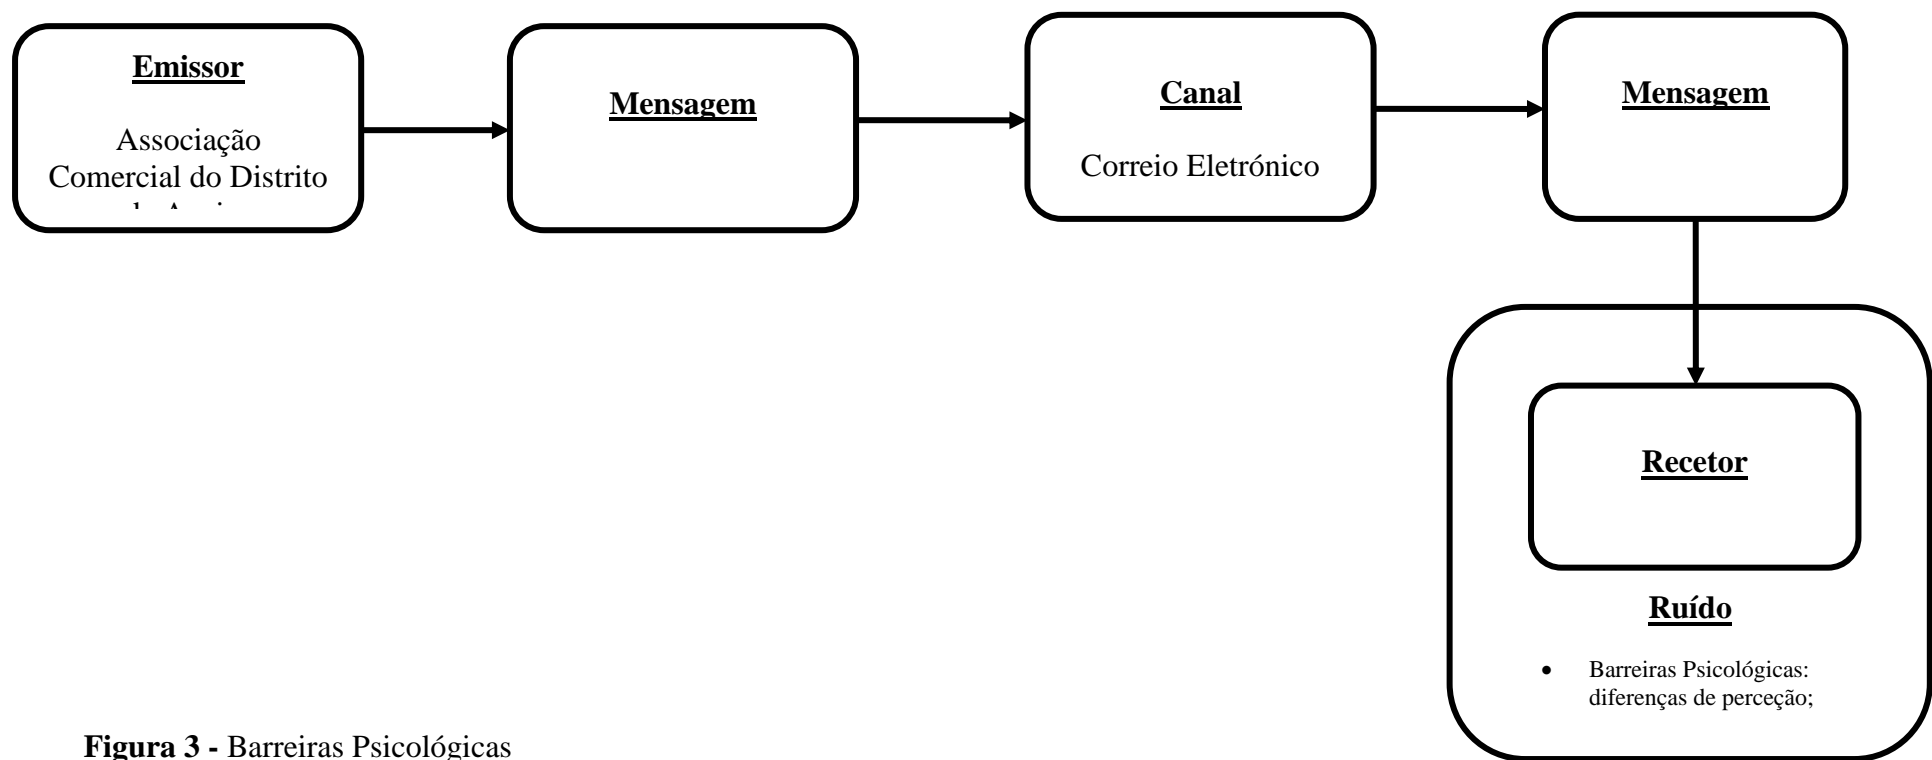 Emissor
Associação
Comercial do Distrito
Mensagem
Canal
Correio Eletrónico
Mensagem
Recetor
Ruído
• Barreiras Psicológicas:
diferenças de perceção;
Figura 3 - Barreiras Psicológicas